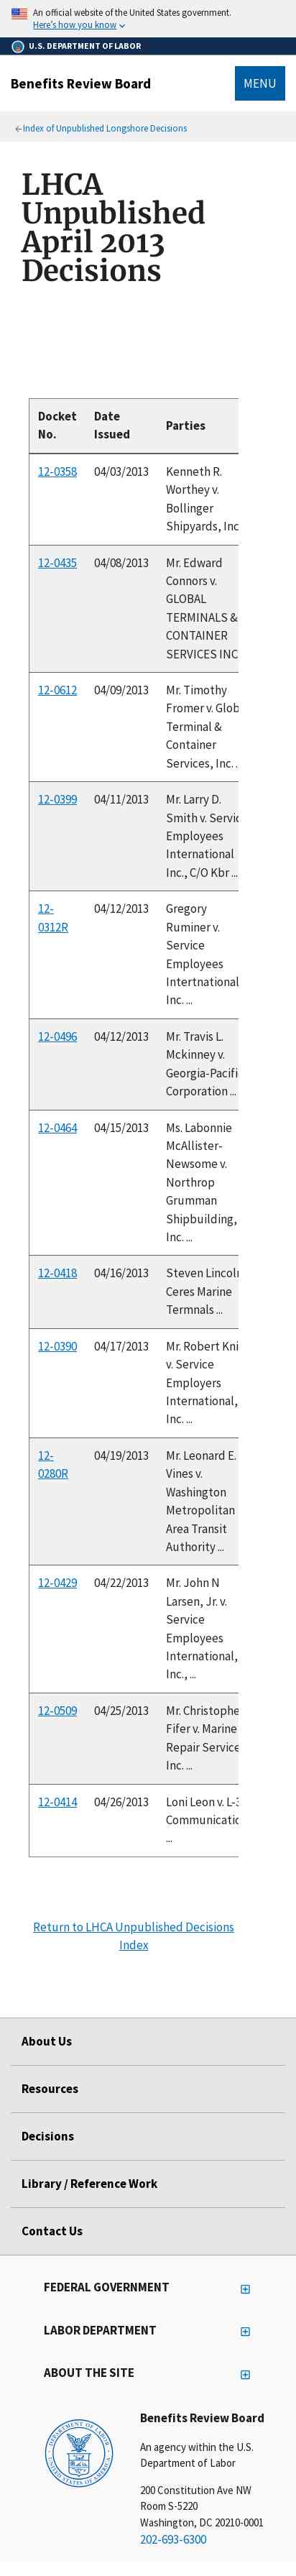 An official website of the United States government.
Here's how you know
U.S. DEPARTMENT OF LABOR
Benefits Review Board
MENU
Index of Unpublished Longshore Decisions
LHCA
Unpublished
April 2013
Decisions
Docket No.
Date Issued
Parties
12-0358
04/03/2013
Kenneth R.
Worthey v.
Bollinger
Shipyards, Inc
12-0435
04/08/2013
Mr. Edward
Connors v.
GLOBAL
TERMINALS &
CONTAINER
SERVICES INC
12-0612
04/09/2013
Mr. Timothy
Fromer v.
Terminal &
Container
Services, Inc. .
12-0399
04/11/2013
Mr. Larry D.
Smith v.
Employees
International
Inc., C/O Kbr ...
12-
0312R
04/12/2013
Gregory
Ruminer v.
Service
Employees
Intertnational
Inc. ...
12-0496
04/12/2013
Mr. Travis L.
Mckinney v.
Georgia-Pacific
Corporation ...
12-0464
04/15/2013
Ms. Labonnie
McAllister-
Newsome v.
Northrop
Grumman
Shipbuilding,
Inc. ...
12-0418
04/16/2013
Steven Lincoln
Ceres Marine
Termnals ...
12-0390
04/17/2013
Mr. Robert
v. Service
Employers
International,
Inc. ...
12-
0280R
04/19/2013
Mr. Leonard E.
Vines v.
Washington
Metropolitan
Area Transit
Authority ...
12-0429
04/22/2013
Mr. John N
Larsen, Jr. v.
Service
Employees
International,
Inc., ...
12-0509
04/25/2013
Mr. Christophe
Fifer v. Marine
Repair Service
Inc. ...
12-0414
04/26/2013
Loni Leon v. L-3
Communicatio
...
Return to LHCA Unpublished Decisions
Index
About Us
Resources
Decisions
Library / Reference Work
Contact Us
FEDERAL GOVERNMENT
LABOR DEPARTMENT
ABOUT THE SITE
DEPARTMENT OF LABOR
UNITED STATES OF AMERICA
Benefits Review Board
An agency within the U.S.
Department of Labor
200 Constitution Ave NW
Room S-5220
Washington, DC 20210-0001
202-693-6300